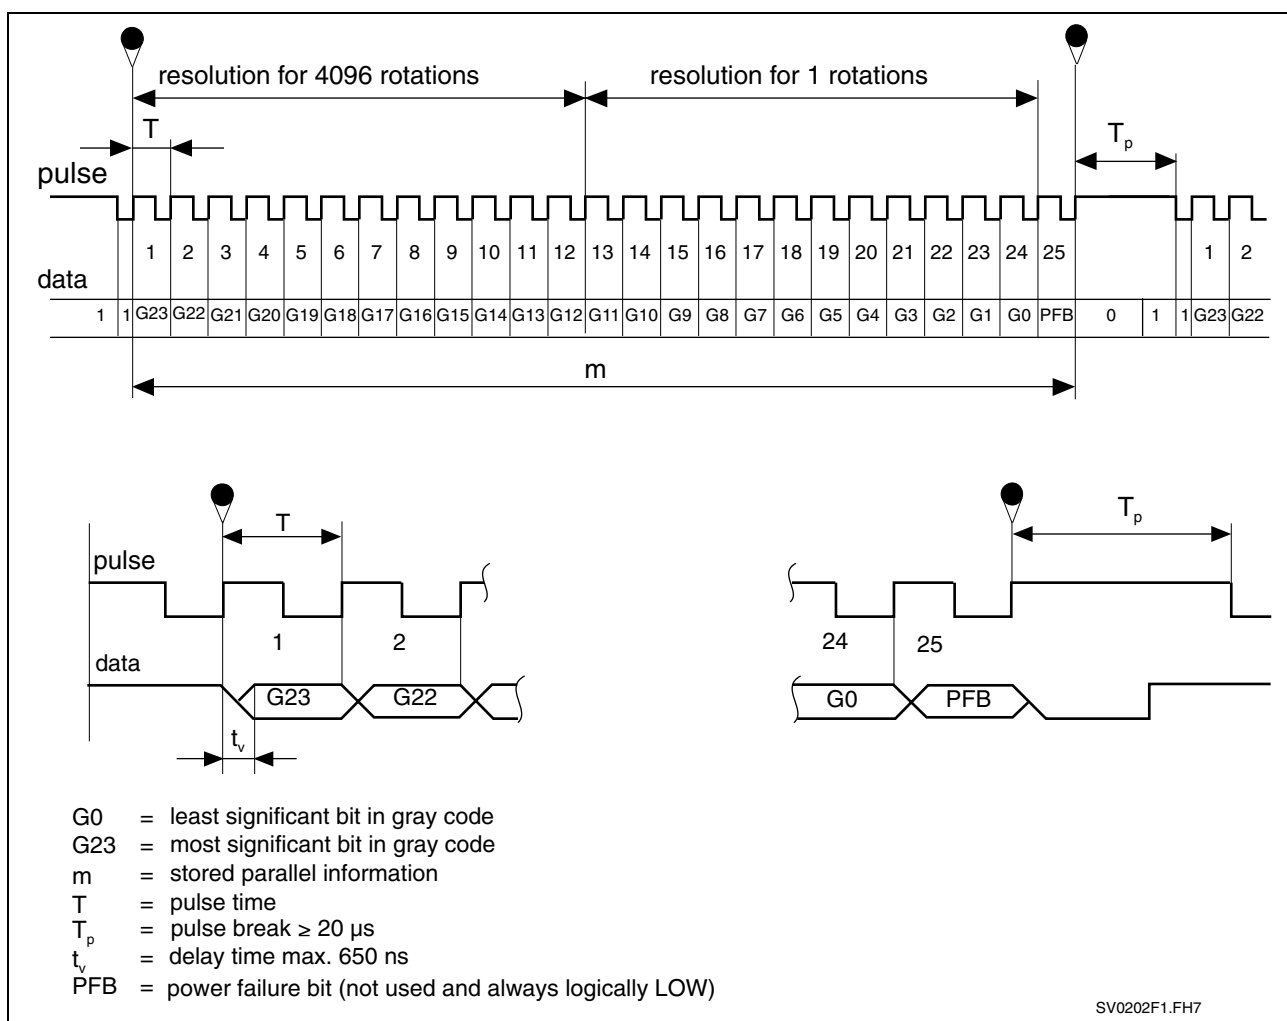 resolution for 4096 rotations resolution for 1 rotations
T
Tp
pulse
1 2 3 4 5 6 7 8 9 10 11 12 13 14 15 16 17 18 19 20 21 22 23 24 25 1 2
data
1 1 G23 G22 G21 G20 G19 G18 G17 G16 G15 G14 G13 G12 G11 G10 G9 G8 G7 G6 G5 G4 G3 G2 G1 G0 PFB 0 1 1 G23 G22
m
T Tp
pulse
1 2 24 25
data
G23 G22 G0 PFB
tv
G0 = least significant bit in gray code
G23 = most significant bit in gray code
m = stored parallel information
T = pulse time
Tp = pulse break ≥ 20 µs
tv = delay time max. 650 ns
PFB = power failure bit (not used and always logically LOW)
SV0202F1.FH7